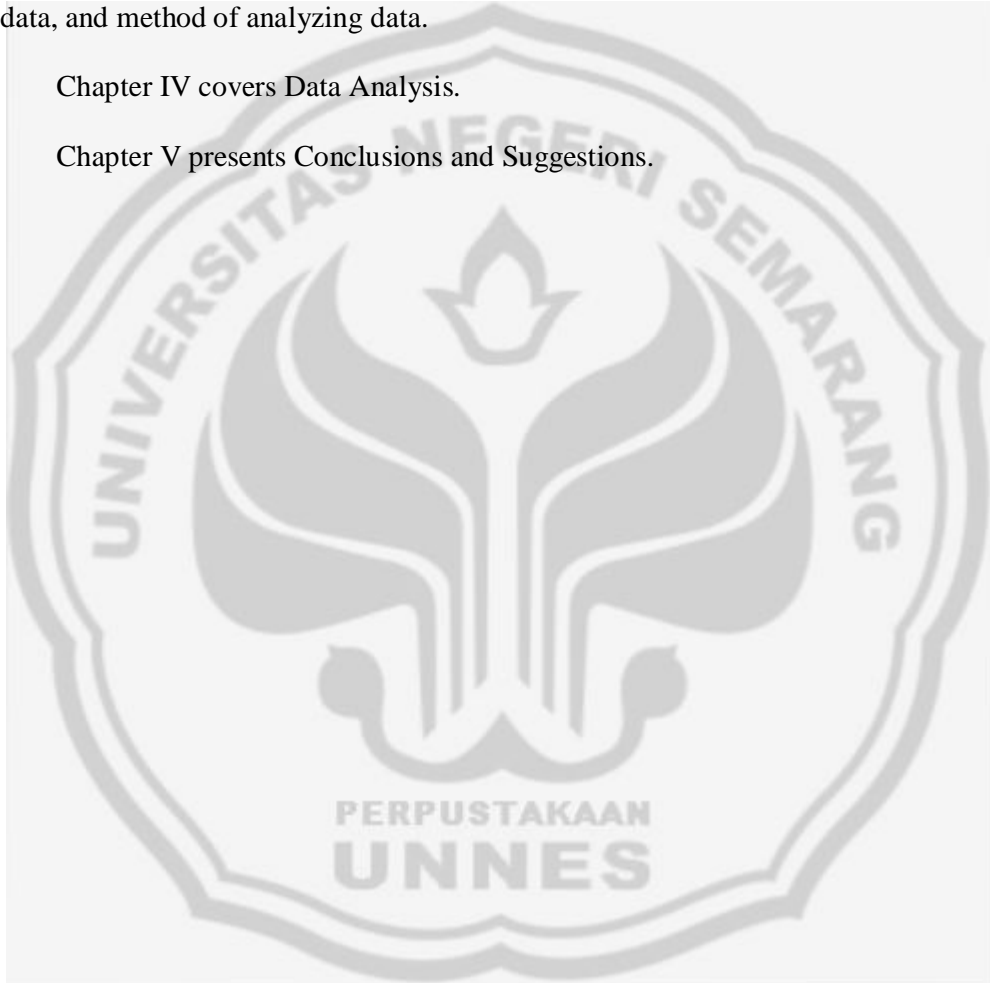 data, and method of analyzing data.
Chapter IV covers Data Analysis.
Chapter V presents Conclusions and Suggestions.
UNIVERSITAS NEGERI SEMARANG
PERPUSTAKAAN
UNNES